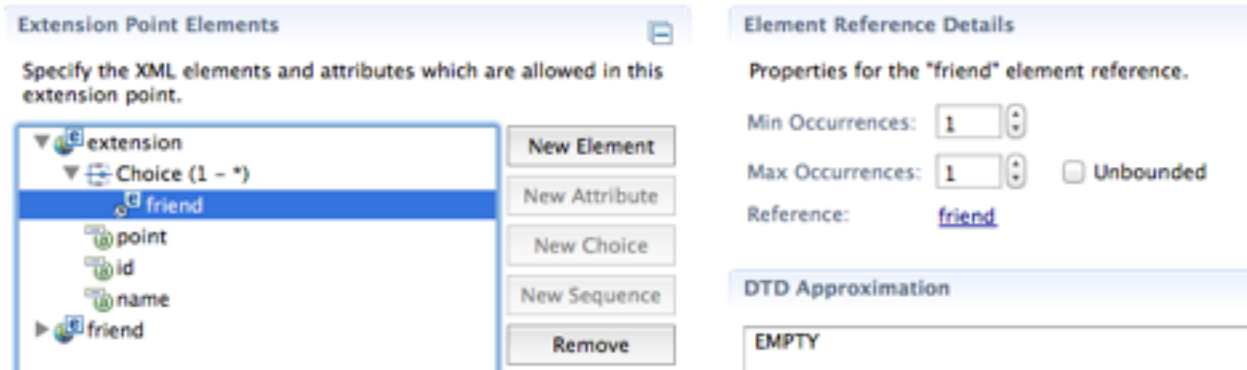 Extension Point Elements
Specify the XML elements and attributes which are allowed in this
extension point.
extension
Choice (1 - *)
friend
point
id
name
friend
New Element
New Attribute
New Choice
New Sequence
Remove
Element Reference Details
Properties for the "friend" element reference.
Min Occurrences: 1
Max Occurrences: 1 Unbounded
Reference: friend
DTD Approximation
EMPTY